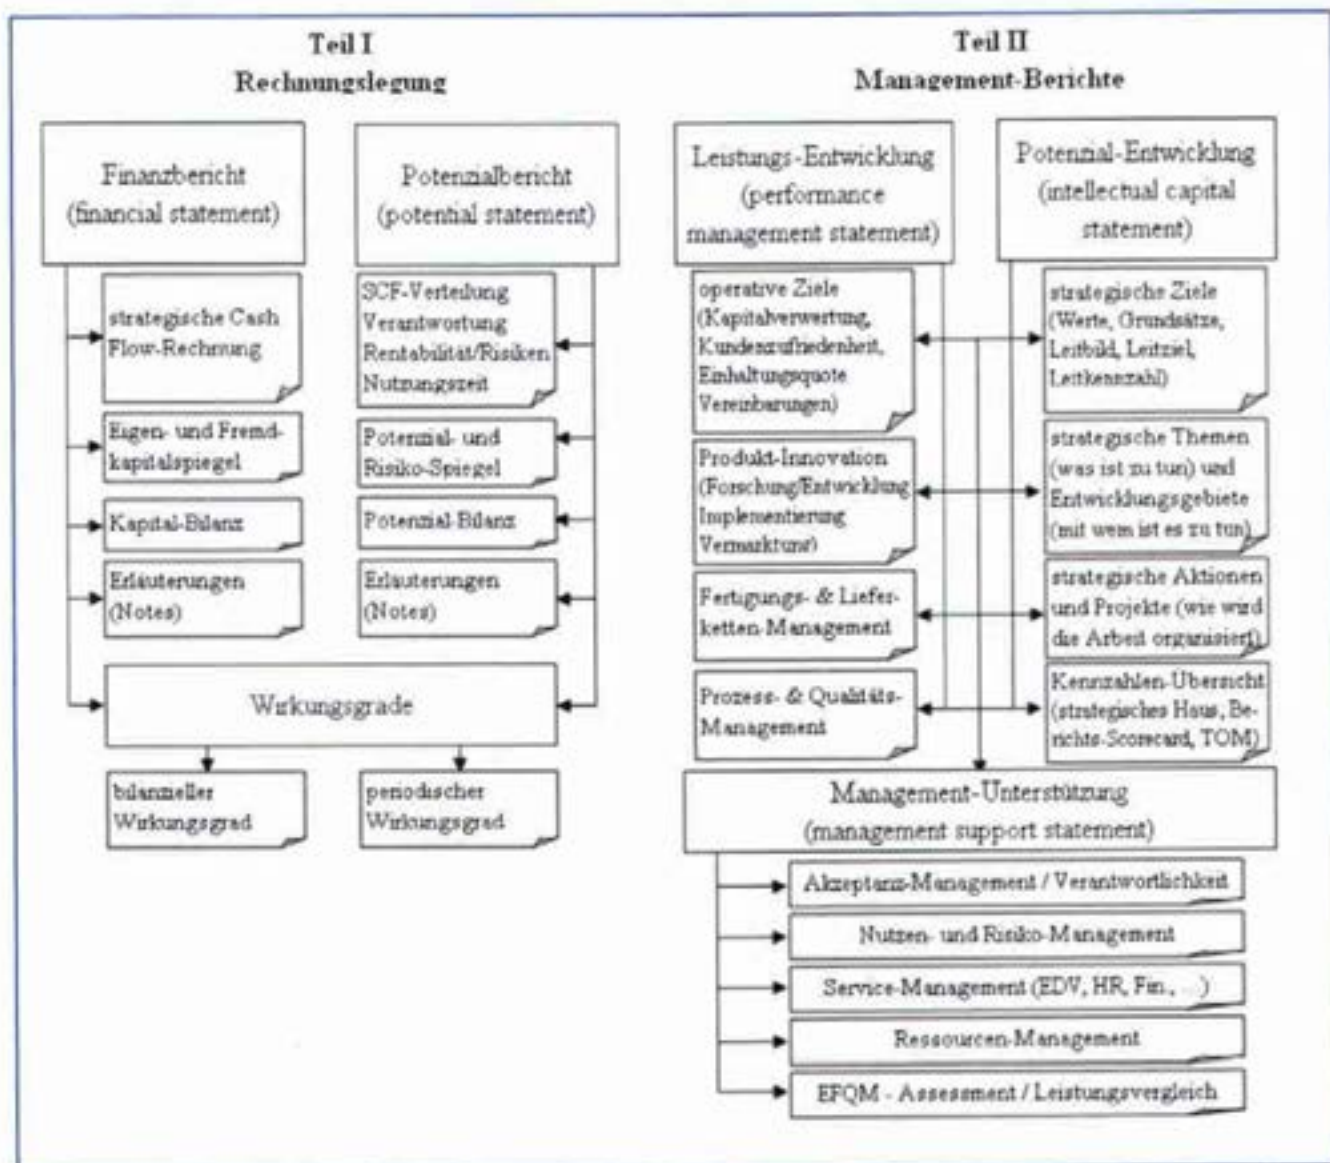 Teil I
Rechnungslegung
Finanzbericht
(financial statement)
Potenzialbericht
(potential statement)
strategische Cash
Flow-Rechnung
Eigen- und Fremd-
kapitalspiegel
Kapital-Bilanz
Erläuterungen
(Notes)
SCF-Verteilung
Verantwortung
Rentabilität/Risiken
Nutzungszeit
Potenzial- und
Risiko-Spiegel
Potenzial-Bilanz
Erläuterungen
(Notes)
Wirkungsgrade
bilanzieller
Wirkungsgrad
periodischer
Wirkungsgrad
Teil II
Management-Berichte
Leistungs-Entwicklung
(performance
management statement)
Potenzial-Entwicklung
(intellectual capital
statement)
operative Ziele
(Kapitalverwertung,
Kundenzufriedenheit,
Einhaltungsquote
Vereinbarungen)
Produkt-Innovation
(Forschung/Entwicklung
Implementierung
Vermarktung)
Fertigungs- & Liefer-
ketten-Management
Prozess- & Qualitäts-
Management
strategische Ziele
(Werte, Grundsätze,
Leitbild, Leitziel,
Leitkennzahl)
strategische Themen
(was ist zu tun) und
Entwicklungsgebiete
(mit wem ist es zu tun)
strategische Aktionen
und Projekte (wie wird
die Arbeit organisiert)
Kennzahlen-Übersicht
(strategisches Haus, Be-
richts-Scorecard, TOM)
Management-Unterstützung
(management support statement)
Akzeptanz-Management / Verantwortlichkeit
Nutzen- und Risiko-Management
Service-Management (EDV, HR, Fin., ...)
Ressourcen-Management
EFQM - Assessment / Leistungsvergleich